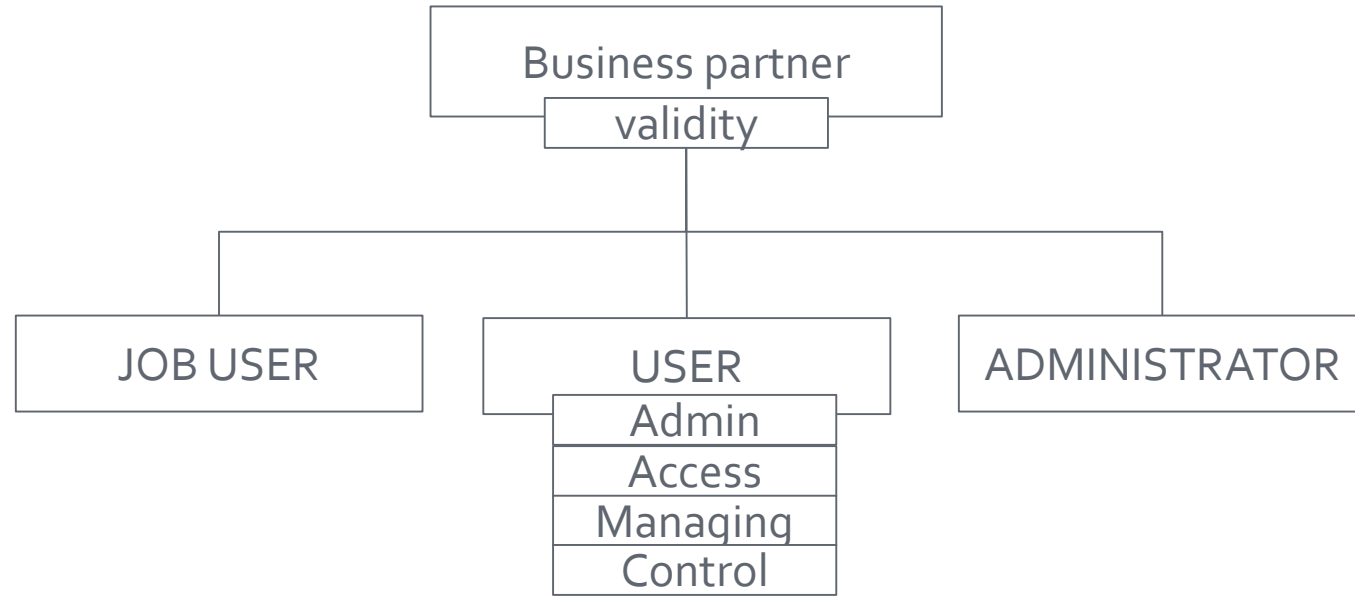 Business partner
validity
JOB USER
USER
ADMINISTRATOR
Admin
Access
Managing
Control